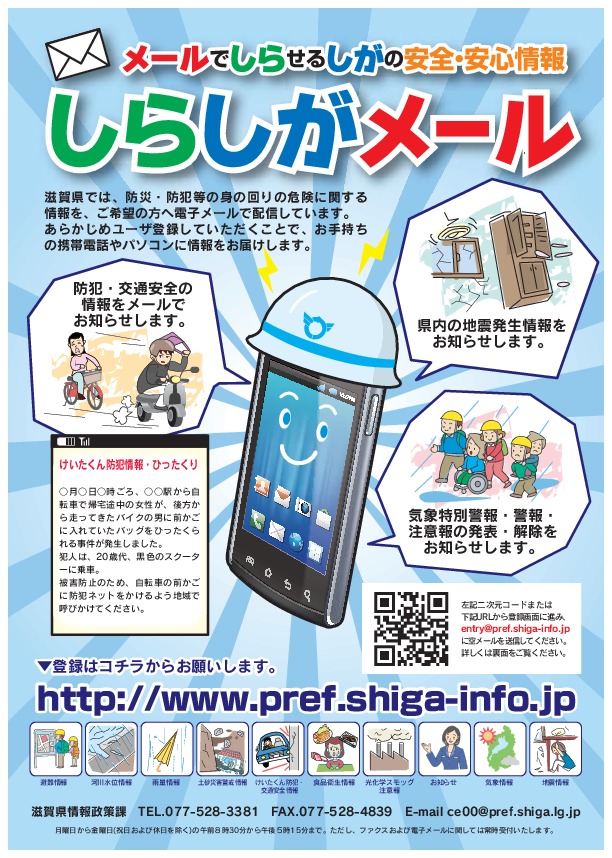 メールでしらせるしがの安全・安心情報
しらしがメール
滋賀県では、防災・防犯等の身の回りの危険に関する
情報を、ご希望の方へ電子メールで配信しています。
あらかじめユーザ登録していただくことで、お手持ち
の携帯電話やパソコンに情報をお届けします。
県内の地震発生情報を
お知らせします。
防犯・交通安全の
情報をメールで
お知らせします。
けいたくん防犯情報・ひったくり
○月○日○時ごろ、○○駅から自
転車で帰宅途中の女性が、後方か
ら走ってきたバイクの男に前かご
に入れていたバッグをひったくら
れる事件が発生しました。
犯人は、20歳代、黒色のスクータ
ーに乗車。
被害防止のため、自転車の前かご
に防犯ネットをかけるよう地域で
呼びかけてください。
気象特別警報・警報・
注意報の発表・解除を
お知らせします。
左記二次元コードまたは
下記URLから登録画面に進み、
entry@pref.shiga-info.jp
に空メールを送信してください。
詳しくは裏面をご覧ください。
▼登録はコチラからお願いします。
http://www.pref.shiga-info.jp
避難情報
河川水位情報
雨量情報
土砂災害警戒情報
けいたくん防犯・
交通安全情報
食品衛生情報
光化学スモッグ
注意報
お知らせ
気象情報
地震情報
滋賀県情報政策課 TEL.077-528-3381 FAX.077-528-4839 E-mail ce00@pref.shiga.lg.jp
月曜日から金曜日(祝日および休日を除く)の午前8時30分から午後5時15分まで。ただし、ファクスおよび電子メールに関しては常時受付いたします。